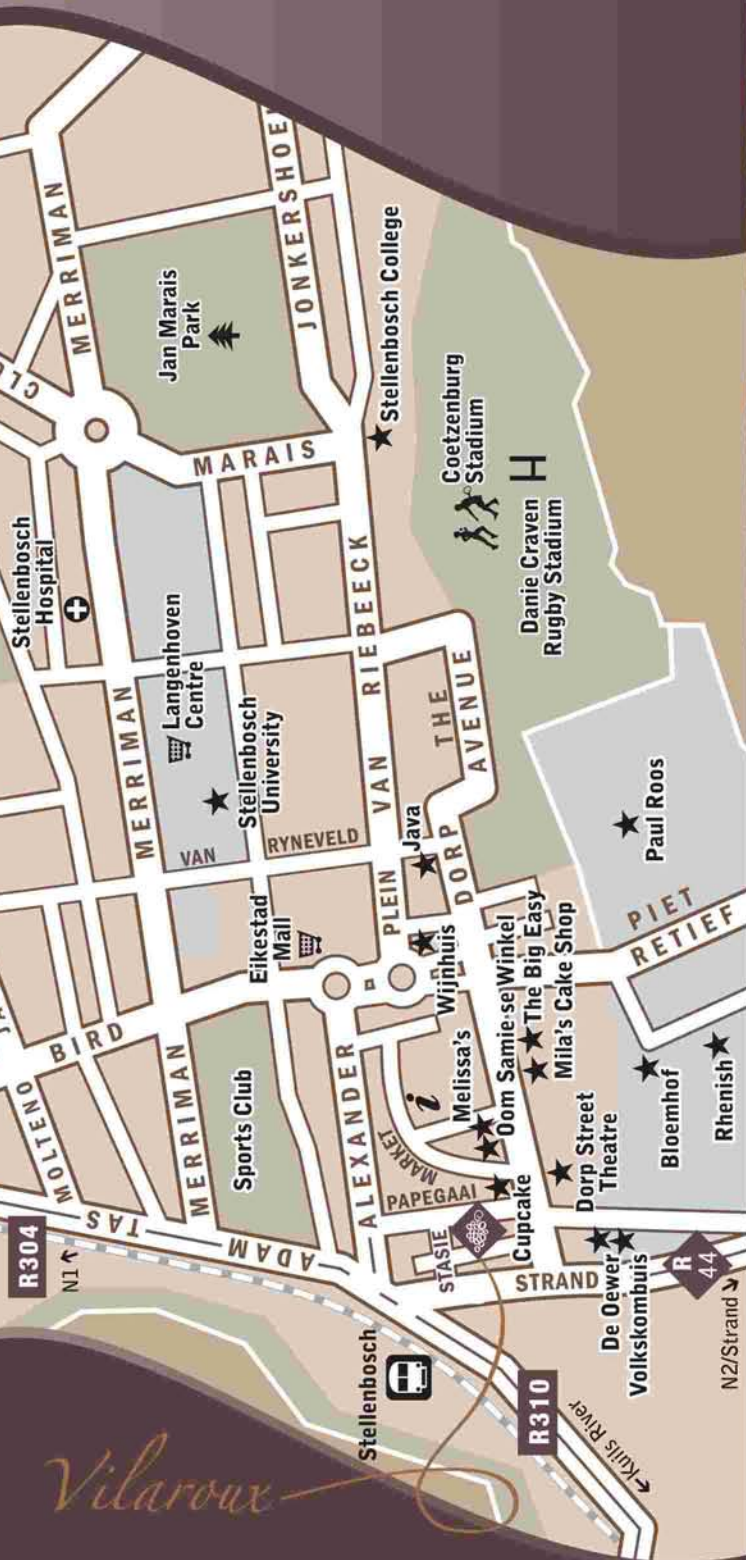 Vilaroux
R304
N1
Stellenbosch
R310
Kuils River
N2/Strand
R
44
ADAM
TAS
MOLTENO
BIRD
MERRIMAN
MERRIMAN
MERRIMAN
Sports Club
ALEXANDER
MARKET
PAPEGAAI
STASIE
STRAND
Cupcake
Melissa's
Oom Samie se Winkel
The Big Easy
Mila's Cake Shop
Dorp Street
Theatre
De Oewer
Volkskombuis
Bloemhof
Rhenish
Paul Roos
PIET
RETIEF
Wijnhuis
Java
DORP
THE
AVENUE
PLEIN
VAN
RIEBEECK
Eikestad
Mall
VAN
RYNEVELD
Stellenbosch
University
Langenhoven
Centre
Stellenbosch
Hospital
MARAIS
Jan Marais
Park
JONKERSHOE
Stellenbosch College
Coetzenburg
Stadium
Danie Craven
Rugby Stadium